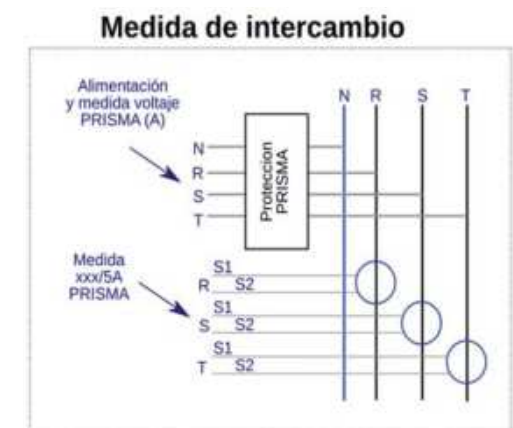 Medida de intercambio
Alimentación
y medida voltaje
PRISMA (A)
N R S T
N
R
S
T
Proteccion
PRISMA
Medida
xxx/5A
PRISMA
S1
R S2
S1
S S2
S1
T S2